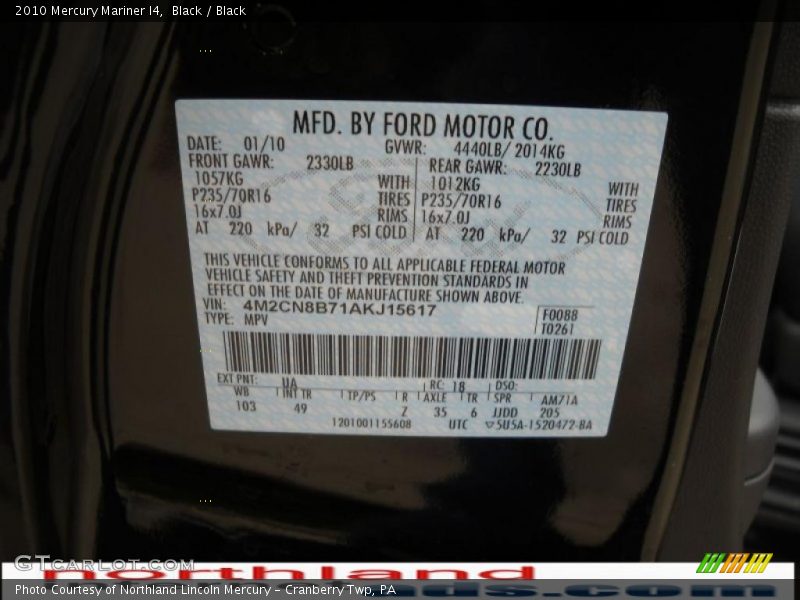 2010 Mercury Mariner I4,  Black / Black
MFD. BY FORD MOTOR CO.
DATE: 01/10 GVWR: 4440LB/ 2014KG
FRONT GAWR: 2330LB REAR GAWR: 2230LB
1057KG WITH 1012KG WITH
P235/70R16 TIRES P235/70R16 TIRES
16x7.0J RIMS 16x7.0J RIMS
AT 220 kPa/ 32 PSI COLD AT 220 kPa/ 32 PSI COLD
THIS VEHICLE CONFORMS TO ALL APPLICABLE FEDERAL MOTOR
VEHICLE SAFETY AND THEFT PREVENTION STANDARDS IN
EFFECT ON THE DATE OF MANUFACTURE SHOWN ABOVE.
VIN: 4M2CN8B71AKJ15617 F0088
TYPE: MPV T0261
EXT PNT: UA RC: 18 DSO:
WB INT TR TP/PS R AXLE TR SPR AM71A
103 49 Z 35 6 JJDD 205
1201001155608 UTC ▽5U5A-1520472-BA
GTCarLot.com
northland
Photo Courtesy of Northland Lincoln Mercury – Cranberry Twp, PA